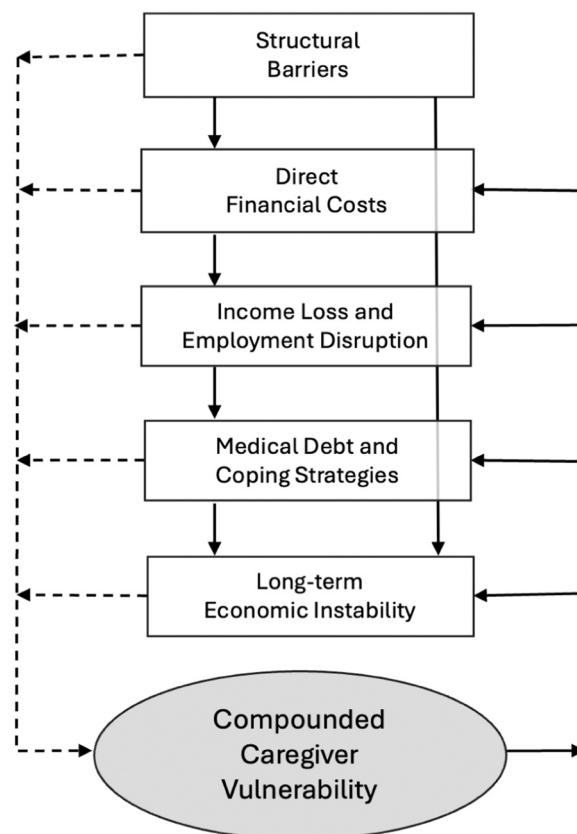 Structural
Barriers
Direct
Financial Costs
Income Loss and
Employment Disruption
Medical Debt and
Coping Strategies
Long-term
Economic Instability
Compounded
Caregiver
Vulnerability